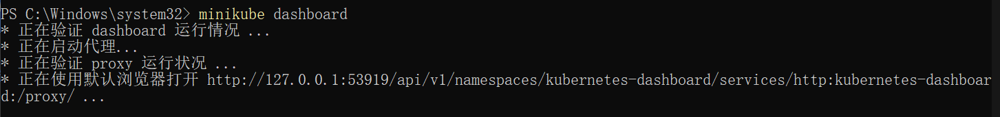 PS C:\Windows\system32> minikube dashboard
* 正在验证 dashboard 运行情况 ...
* 正在启动代理...
* 正在验证 proxy 运行状况 ...
* 正在使用默认浏览器打开 http://127.0.0.1:53919/api/v1/namespaces/kubernetes-dashboard/services/http:kubernetes-dashboar
d:/proxy/ ...